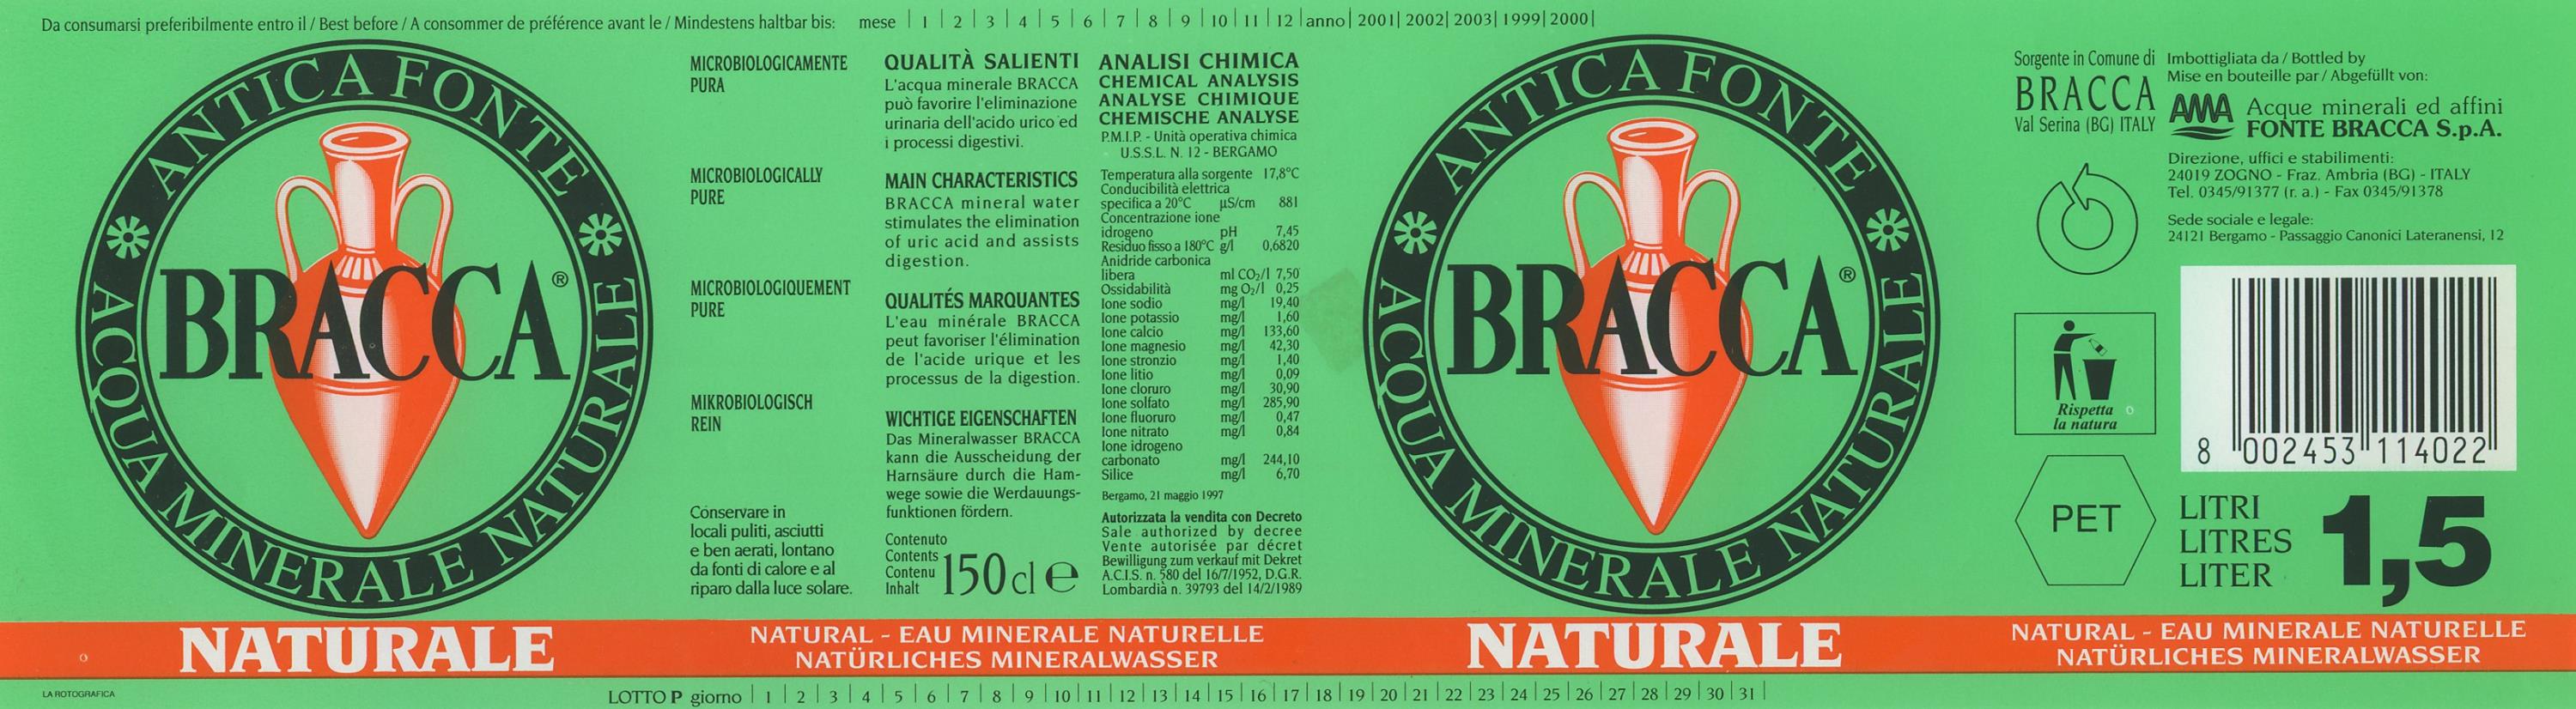 Da consumarsi preferibilmente entro il / Best before / A consommer de préférence avant le / Mindestens haltbar bis: mese | 1 | 2 | 3 | 4 | 5 | 6 | 7 | 8 | 9 | 10 | 11 | 12 | anno | 2001 | 2002 | 2003 | 1999 | 2000 |
ANTICA FONTE
BRACCA®
ACQUA MINERALE NATURALE
MICROBIOLOGICAMENTE
PURA
MICROBIOLOGICALLY
PURE
MICROBIOLOGIQUEMENT
PURE
MIKROBIOLOGISCH
REIN
Conservare in
locali puliti, asciutti
e ben aerati, lontano
da fonti di calore e al
riparo dalla luce solare.
QUALITÀ SALIENTI
L'acqua minerale BRACCA
può favorire l'eliminazione
urinaria dell'acido urico ed
i processi digestivi.
MAIN CHARACTERISTICS
BRACCA mineral water
stimulates the elimination
of uric acid and assists
digestion.
QUALITÉS MARQUANTES
L'eau minérale BRACCA
peut favoriser l'élimination
de l'acide urique et les
processus de la digestion.
WICHTIGE EIGENSCHAFTEN
Das Mineralwasser BRACCA
kann die Ausscheidung der
Harnsäure durch die Ham-
wege sowie die Werdauungs-
funktionen fördern.
Contenuto
Contents
Contenu
Inhalt
150 cl e
ANALISI CHIMICA
CHEMICAL ANALYSIS
ANALYSE CHIMIQUE
CHEMISCHE ANALYSE
P.M.I.P. - Unità operativa chimica
U.S.S.L. N. 12 - BERGAMO
Temperatura alla sorgente 17,8°C
Conducibilità elettrica
specifica a 20°C µS/cm 881
Concentrazione ione
idrogeno pH 7,45
Residuo fisso a 180°C g/l 0,6820
Anidride carbonica
libera ml CO2/l 7,50
Ossidabilità mg O2/l 0,25
Ione sodio mg/l 19,40
Ione potassio mg/l 1,60
Ione calcio mg/l 133,60
Ione magnesio mg/l 42,30
Ione stronzio mg/l 1,40
Ione litio mg/l 0,09
Ione cloruro mg/l 30,90
Ione solfato mg/l 285,90
Ione fluoruro mg/l 0,47
Ione nitrato mg/l 0,84
Ione idrogeno
carbonato mg/l 244,10
Silice mg/l 6,70
Bergamo, 21 maggio 1997
Autorizzata la vendita con Decreto
Sale authorized by decree
Vente autorisée par décret
Bewilligung zum verkauf mit Dekret
A.C.I.S. n. 580 del 16/7/1952, D.G.R.
Lombardia n. 39793 del 14/2/1989
ANTICA FONTE
BRACCA®
ACQUA MINERALE NATURALE
Sorgente in Comune di
BRACCA
Val Serina (BG) ITALY
Imbottigliata da / Bottled by
Mise en bouteille par / Abgefüllt von:
AMA Acque minerali ed affini
FONTE BRACCA S.p.A.
Direzione, uffici e stabilimenti:
24019 ZOGNO - Fraz. Ambria (BG) - ITALY
Tel. 0345/91377 (r. a.) - Fax 0345/91378
Sede sociale e legale:
24121 Bergamo - Passaggio Canonici Lateranensi, 12
Rispetta
la natura
8 002453 114022
PET
LITRI
LITRES
LITER
1,5
NATURALE
NATURAL - EAU MINERALE NATURELLE
NATÜRLICHES MINERALWASSER
NATURALE
NATURAL - EAU MINERALE NATURELLE
NATÜRLICHES MINERALWASSER
LA ROTOGRAFICA
LOTTO P giorno | 1 | 2 | 3 | 4 | 5 | 6 | 7 | 8 | 9 | 10 | 11 | 12 | 13 | 14 | 15 | 16 | 17 | 18 | 19 | 20 | 21 | 22 | 23 | 24 | 25 | 26 | 27 | 28 | 29 | 30 | 31 |